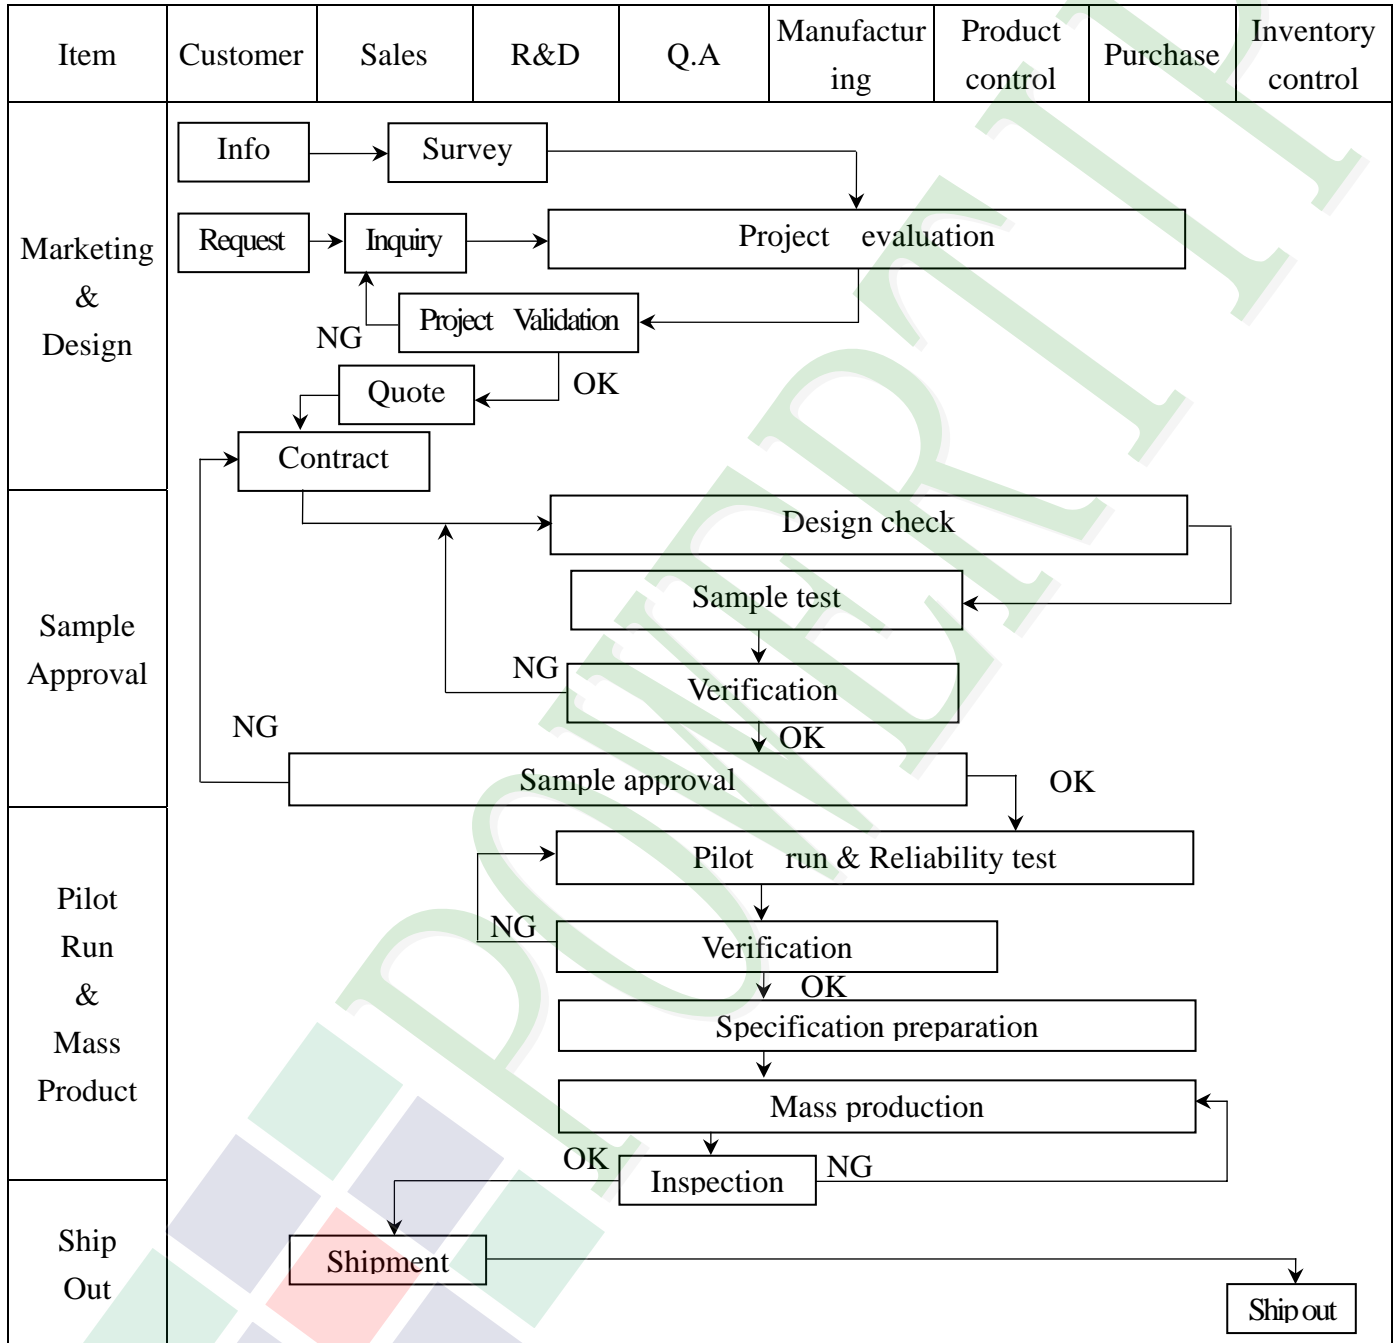 Item Customer Sales R&D Q.A Manufactur
ing Product
control Purchase Inventory
control
Marketing
&
Design
Info Survey
Request Inquiry Project evaluation
NG Project Validation
Quote OK
Contract
Sample
Approval
Design check
Sample test
NG Verification
NG OK
Sample approval OK
Pilot
Run
&
Mass
Product
Pilot run & Reliability test
NG Verification
OK
Specification preparation
Mass production
OK Inspection NG
Ship
Out
Shipment
Ship out
POWERTIP